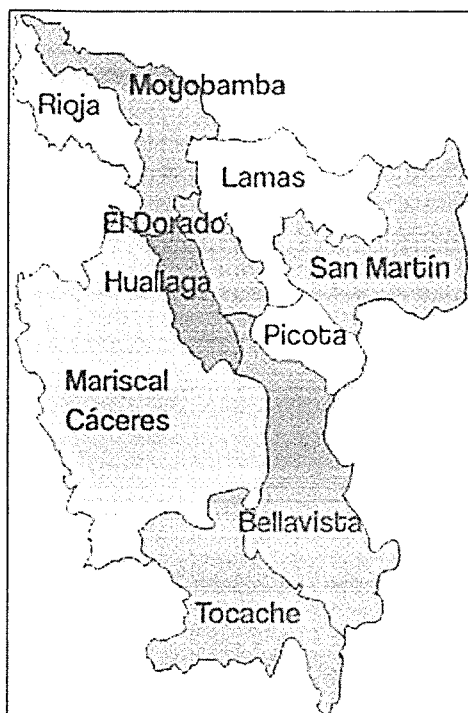 Moyobamba
Rioja
Lamas
El Dorado
San Martín
Huallaga
Picota
Mariscal
Cáceres
Bellavista
Tocache